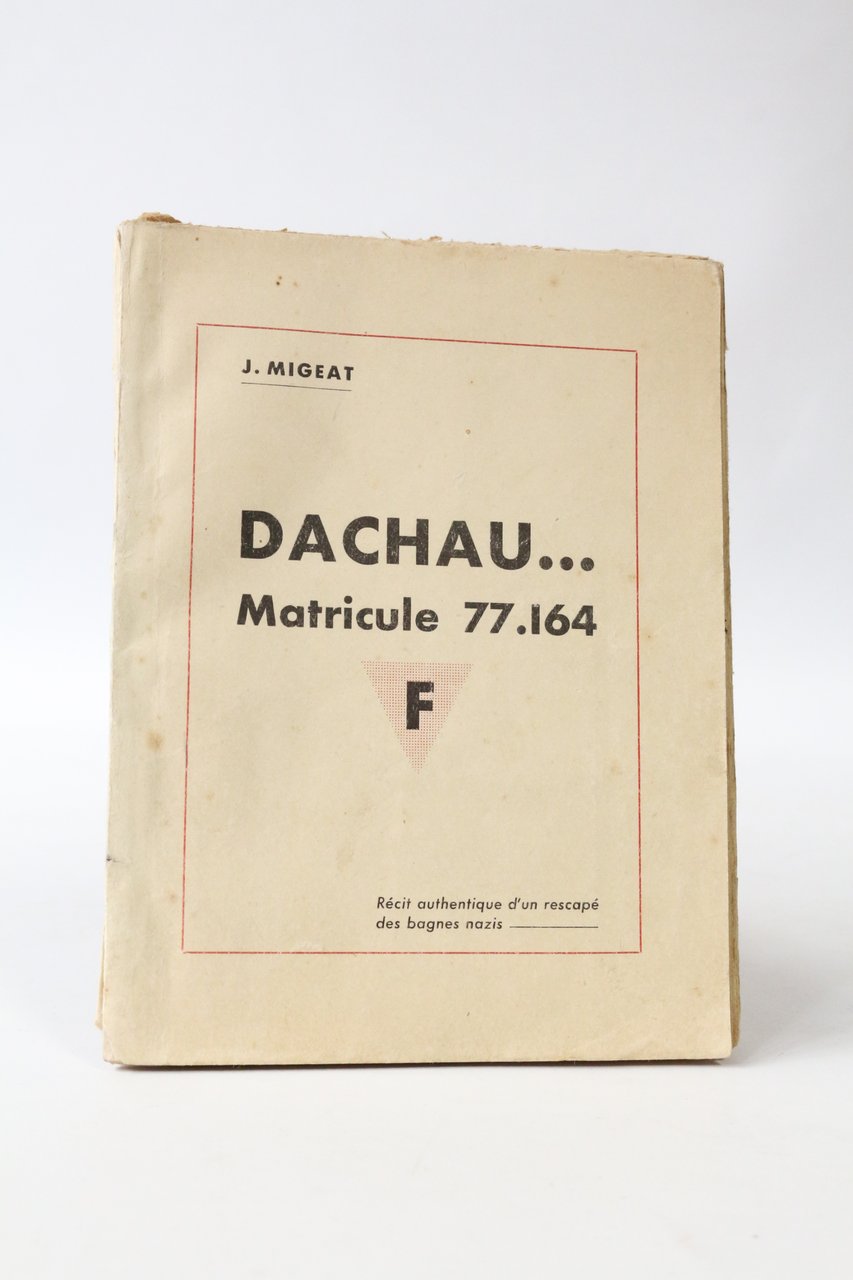 J. MIGEAT
DACHAU...
Matricule 77.164
F
Récit authentique d'un rescapé
des bagnes nazis